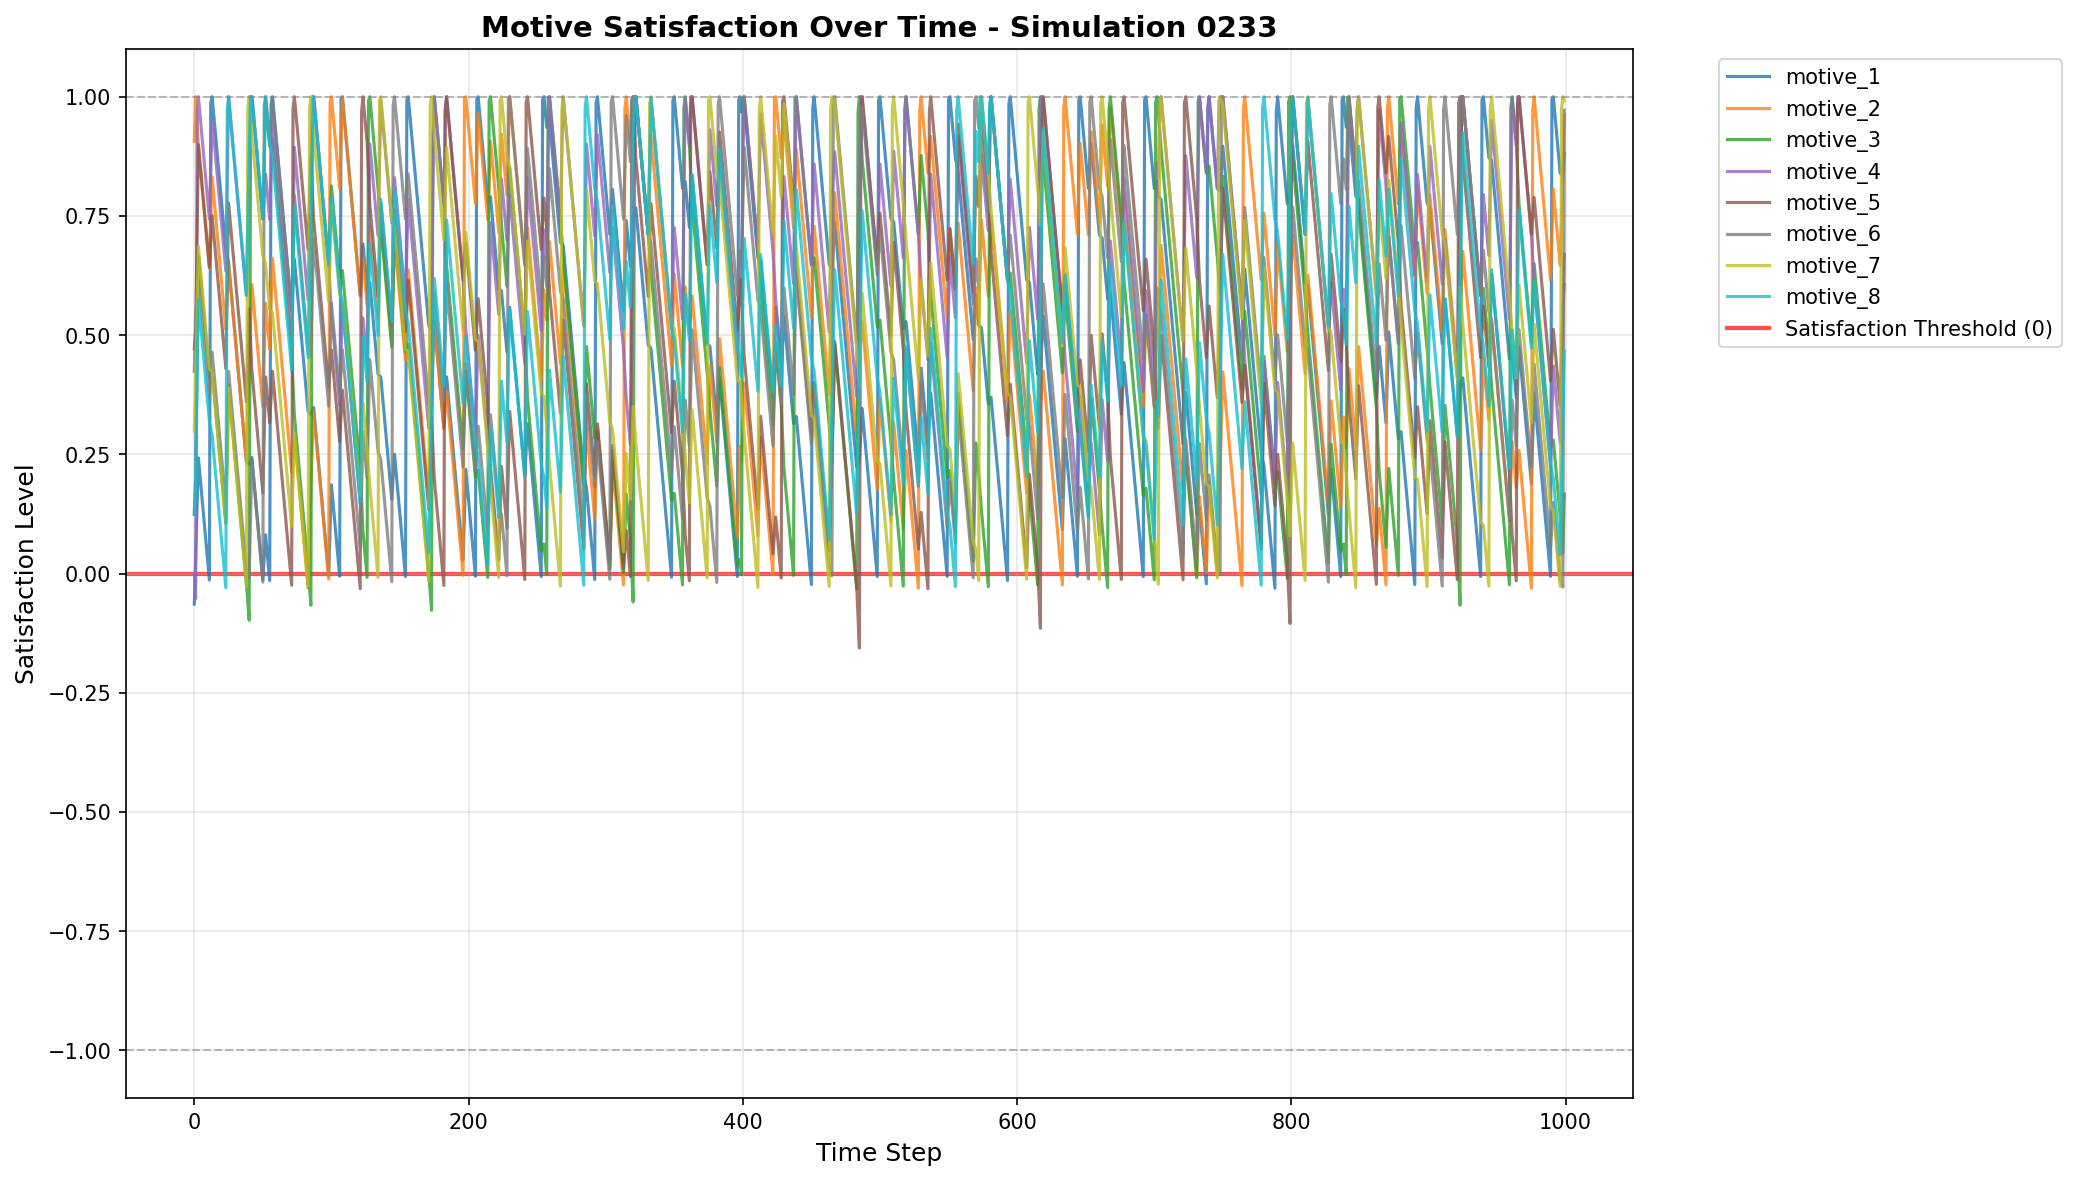 Motive Satisfaction Over Time - Simulation 0233
1.00
0.75
0.50
0.25
0.00
−0.25
−0.50
−0.75
−1.00
Satisfaction Level
0
200
400
600
800
1000
Time Step
motive_1
motive_2
motive_3
motive_4
motive_5
motive_6
motive_7
motive_8
Satisfaction Threshold (0)